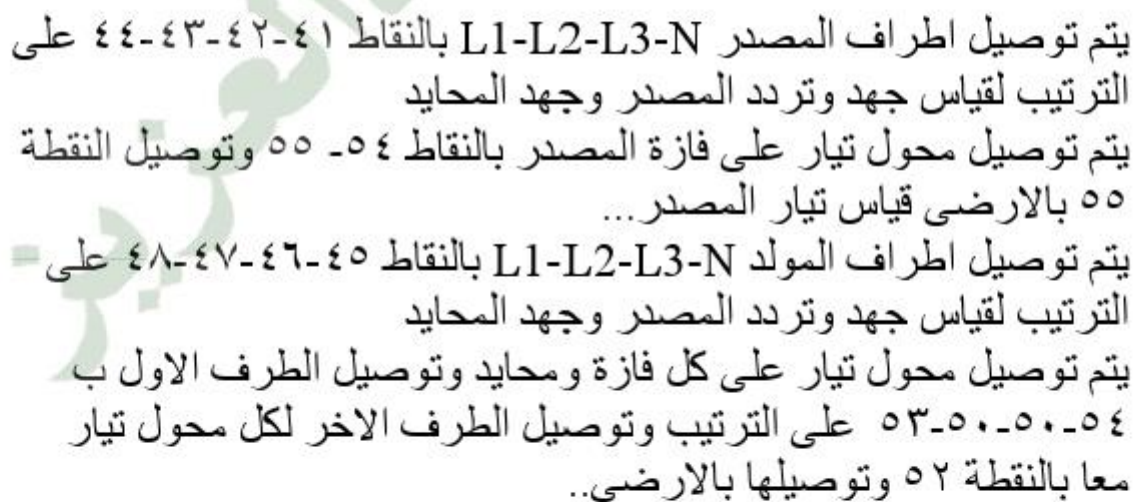 يتم توصيل اطراف المصدر L1-L2-L3-N بالنقاط ٤١-٤٢-٤٣-٤٤ على
الترتيب لقياس جهد وتردد المصدر وجهد المحايد
يتم توصيل محول تيار على فازة المصدر بالنقاط ٥٤- ٥٥ وتوصيل النقطة
٥٥ بالارضى قياس تيار المصدر...
يتم توصيل اطراف المولد L1-L2-L3-N بالنقاط ٤٥-٤٦-٤٧-٤٨ على
الترتيب لقياس جهد وتردد المصدر وجهد المحايد
يتم توصيل محول تيار على كل فازة ومحايد وتوصيل الطرف الاول ب
٥٤-٥٠-٥٠-٥٣ على الترتيب وتوصيل الطرف الاخر لكل محول تيار
معا بالنقطة ٥٢ وتوصيلها بالارضى..